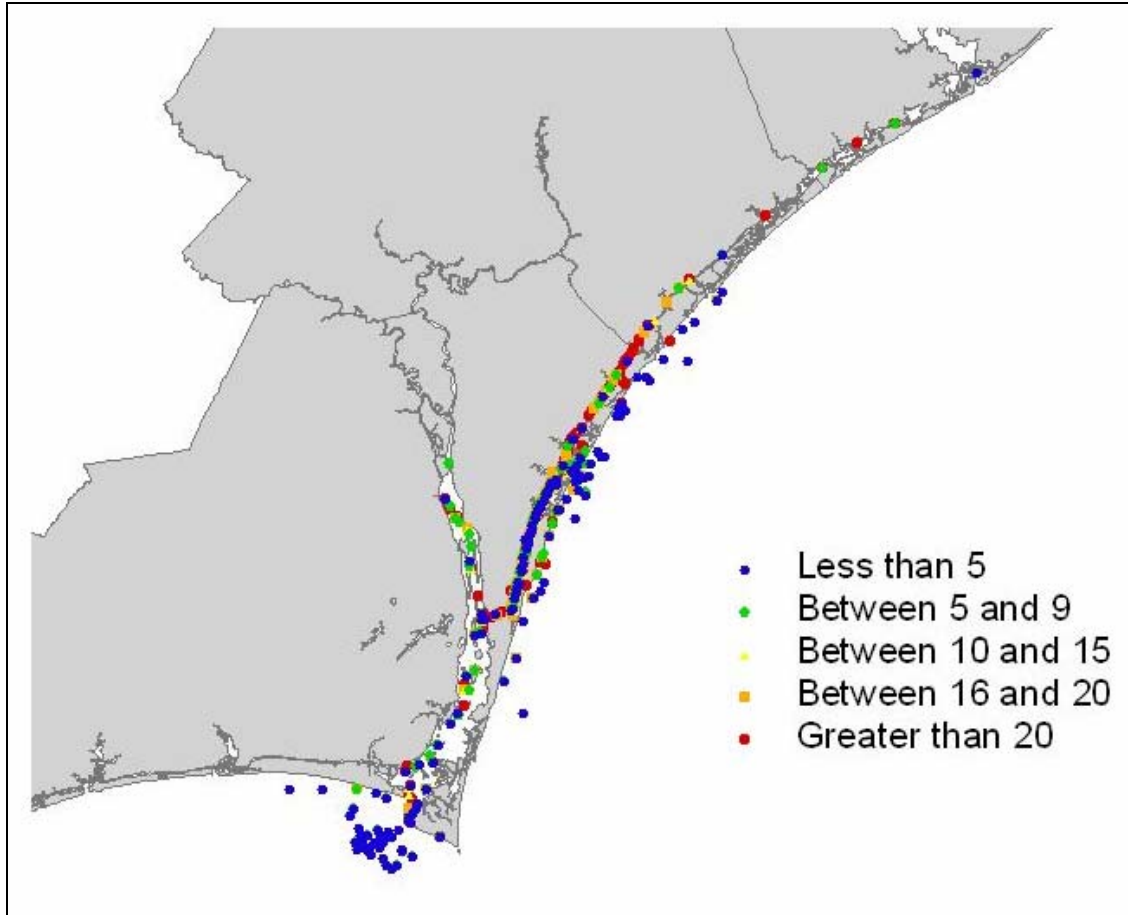 Less than 5
Between 5 and 9
Between 10 and 15
Between 16 and 20
Greater than 20